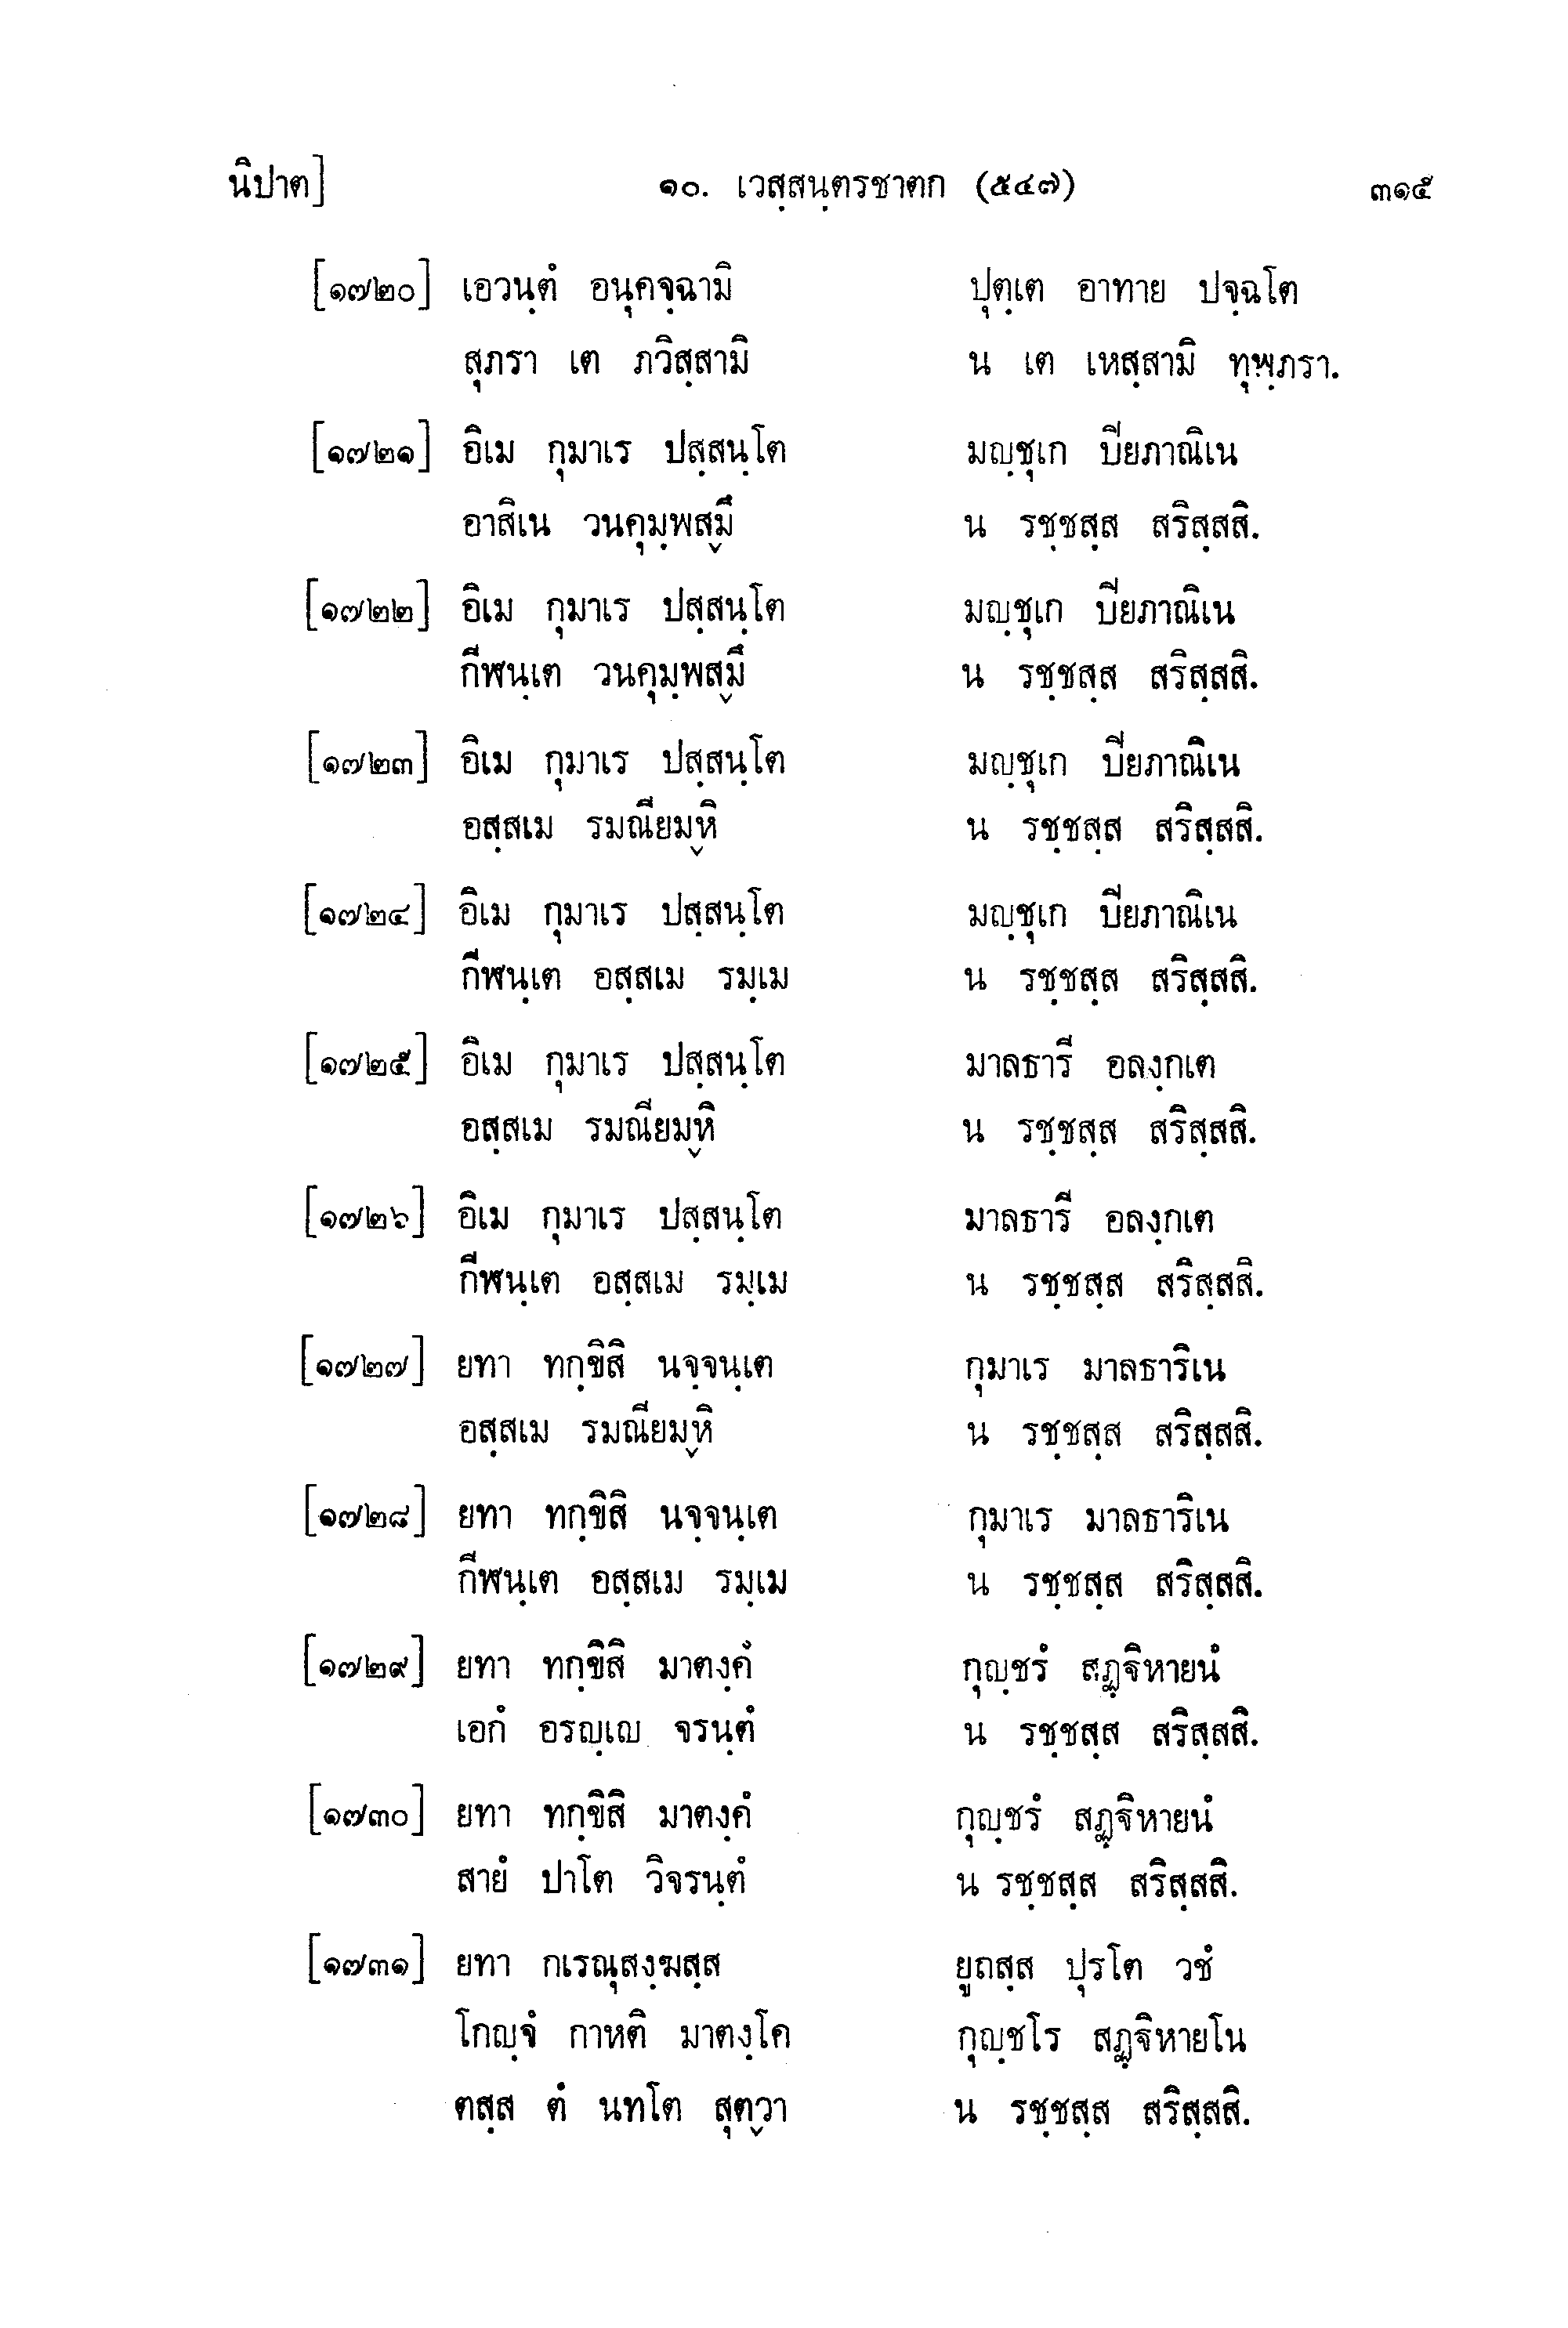 นิปาต] ๑๐. เวสฺสนฺตรชาตก (๕๔๗) ๓๑๕
[๑๗๒๐] เอวนฺตํ อนุคจฺฉามิ ปุตฺเต อาทาย ปจฺฉโต
สุภรา เต ภวิสฺสามิ น เต เหสฺสามิ ทุพฺภรา.
[๑๗๒๑] อิเม กุมาเร ปสฺสนฺโต มญฺชุเก ปิยภาณิเน
อาสิเน วนคุมฺพส๎มึ น รชฺชสฺส สริสฺสสิ.
[๑๗๒๒] อิเม กุมาเร ปสฺสนฺโต มญฺชุเก ปิยภาณิเน
กีฬนฺเต วนคุมฺพส๎มึ น รชฺชสฺส สริสฺสสิ.
[๑๗๒๓] อิเม กุมาเร ปสฺสนฺโต มญฺชุเก ปิยภาณิเน
อสฺสเม รมณียม๎หิ น รชฺชสฺส สริสฺสสิ.
[๑๗๒๔] อิเม กุมาเร ปสฺสนฺโต มญฺชุเก ปิยภาณิเน
กีฬนฺเต อสฺสเม รมฺเม น รชฺชสฺส สริสฺสสิ.
[๑๗๒๕] อิเม กุมาเร ปสฺสนฺโต มาลธารี อลงฺกเต
อสฺสเม รมณียม๎หิ น รชฺชสฺส สริสฺสสิ.
[๑๗๒๖] อิเม กุมาเร ปสฺสนฺโต มาลธารี อลงฺกเต
กีฬนฺเต อสฺสเม รมฺเม น รชฺชสฺส สริสฺสสิ.
[๑๗๒๗] ยทา ทกฺขิสิ นจฺจนฺเต กุมาเร มาลธาริเน
อสฺสเม รมณียม๎หิ น รชฺชสฺส สริสฺสสิ.
[๑๗๒๘] ยทา ทกฺขิสิ นจฺจนฺเต กุมาเร มาลธาริเน
กีฬนฺเต อสฺสเม รมฺเม น รชฺชสฺส สริสฺสสิ.
[๑๗๒๙] ยทา ทกฺขิสิ มาตงฺคํ กุญฺชรํ สฏฺฐิหายนํ
เอกํ อรญฺเญ จรนฺตํ น รชฺชสฺส สริสฺสสิ.
[๑๗๓๐] ยทา ทกฺขิสิ มาตงฺคํ กุญฺชรํ สฏฺฐิหายนํ
สายํ ปาโต วิจรนฺตํ น รชฺชสฺส สริสฺสสิ.
[๑๗๓๑] ยทา กเรณุสงฺฆสฺส ยูถสฺส ปุรโต วชํ
โกญฺจํ กาหติ มาตงฺโค กุญฺชโร สฏฺฐิหายโน
ตสฺส ตํ นทโต สุต๎วา น รชฺชสฺส สริสฺสสิ.